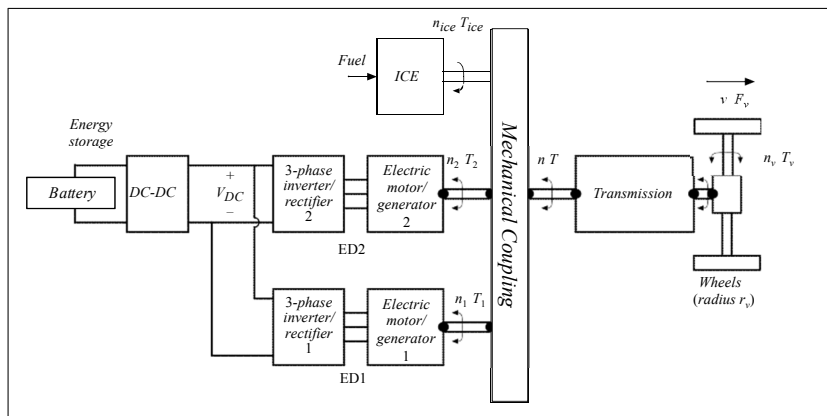 n_ice T_ice
Fuel
ICE
Mechanical Coupling
v F_v
Energy
storage
Battery
DC-DC
+
V_DC
–
3-phase
inverter/
rectifier
2
Electric
motor/
generator
2
n_2 T_2
n T
Transmission
n_v T_v
ED2
Wheels
(radius r_v)
3-phase
inverter/
rectifier
1
Electric
motor/
generator
1
n_1 T_1
ED1